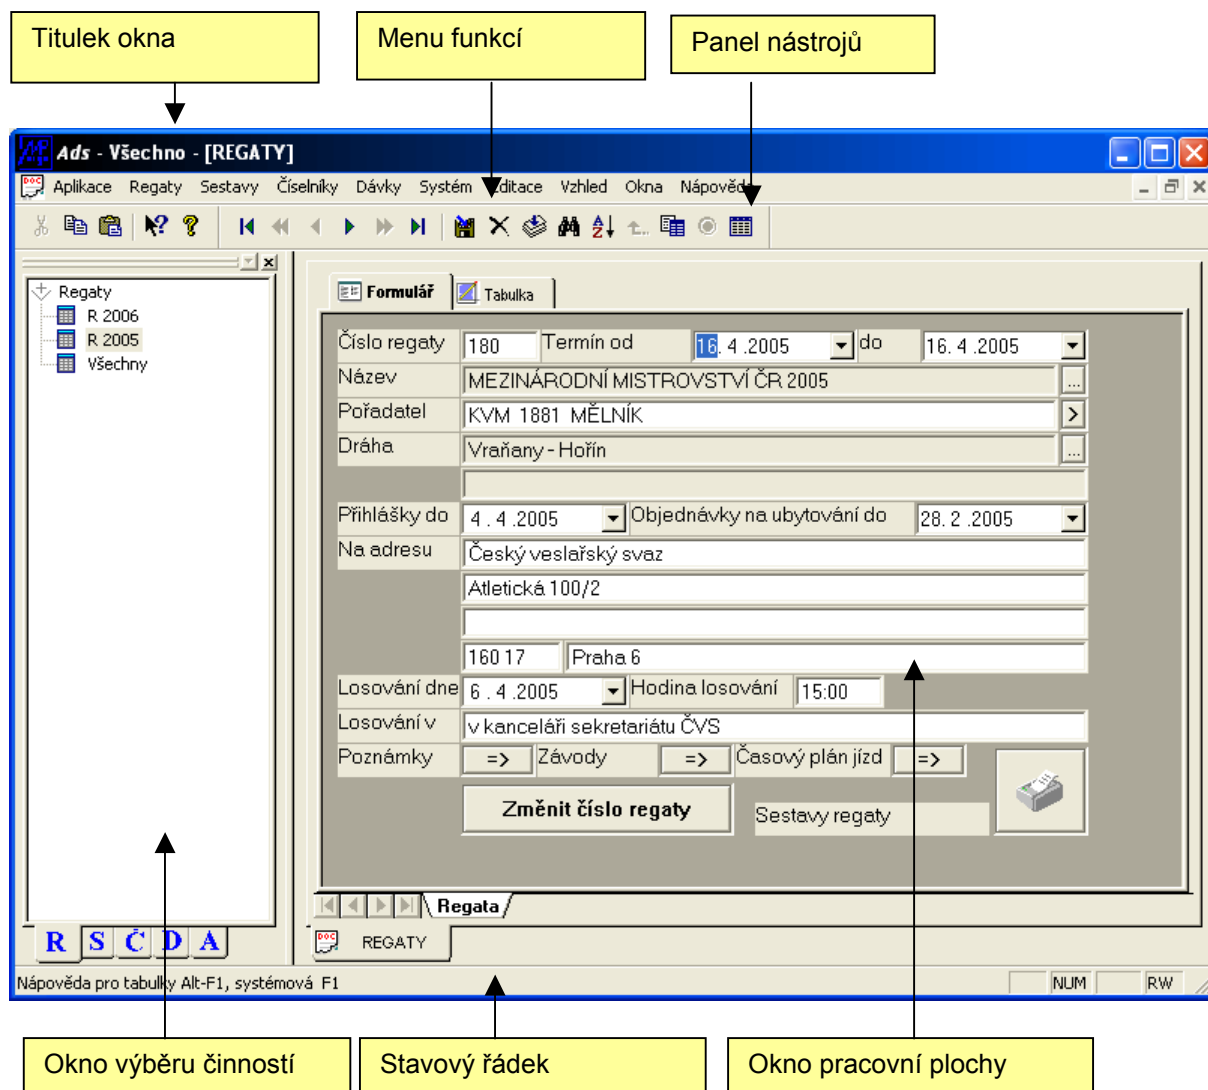 Titulek okna
Menu funkcí
Panel nástrojů
Ads - Všechno - [REGATY]
Aplikace Regaty Sestavy Číselníky Dávky Systém Editace Vzhled Okna Nápověda
Regaty
R 2006
R 2005
Všechny
Formulář Tabulka
Číslo regaty 180 Termín od 16. 4 .2005 do 16. 4 .2005
Název MEZINÁRODNÍ MISTROVSTVÍ ČR 2005 ...
Pořadatel KVM 1881 MĚLNÍK >
Dráha Vraňany - Hořín ...
Přihlášky do 4 . 4 .2005 Objednávky na ubytování do 28. 2 .2005
Na adresu Český veslařský svaz
Atletická 100/2
160 17 Praha 6
Losování dne 6 . 4 .2005 Hodina losování 15:00
Losování v v kanceláři sekretariátu ČVS
Poznámky => Závody => Časový plán jízd =>
Změnit číslo regaty Sestavy regaty
Regata
R S Č D A
REGATY
Nápověda pro tabulky Alt-F1, systémová F1 NUM RW
Okno výběru činností
Stavový řádek
Okno pracovní plochy